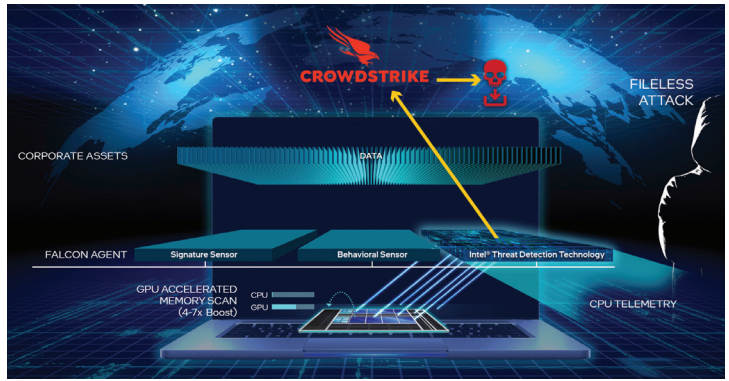 CROWDSTRIKE
FILELESS
ATTACK
CORPORATE ASSETS
DATA
FALCON AGENT
Signature Sensor
Behavioral Sensor
Intel® Threat Detection Technology
GPU ACCELERATED
MEMORY SCAN
(4-7x Boost)
CPU
GPU
CPU TELEMETRY